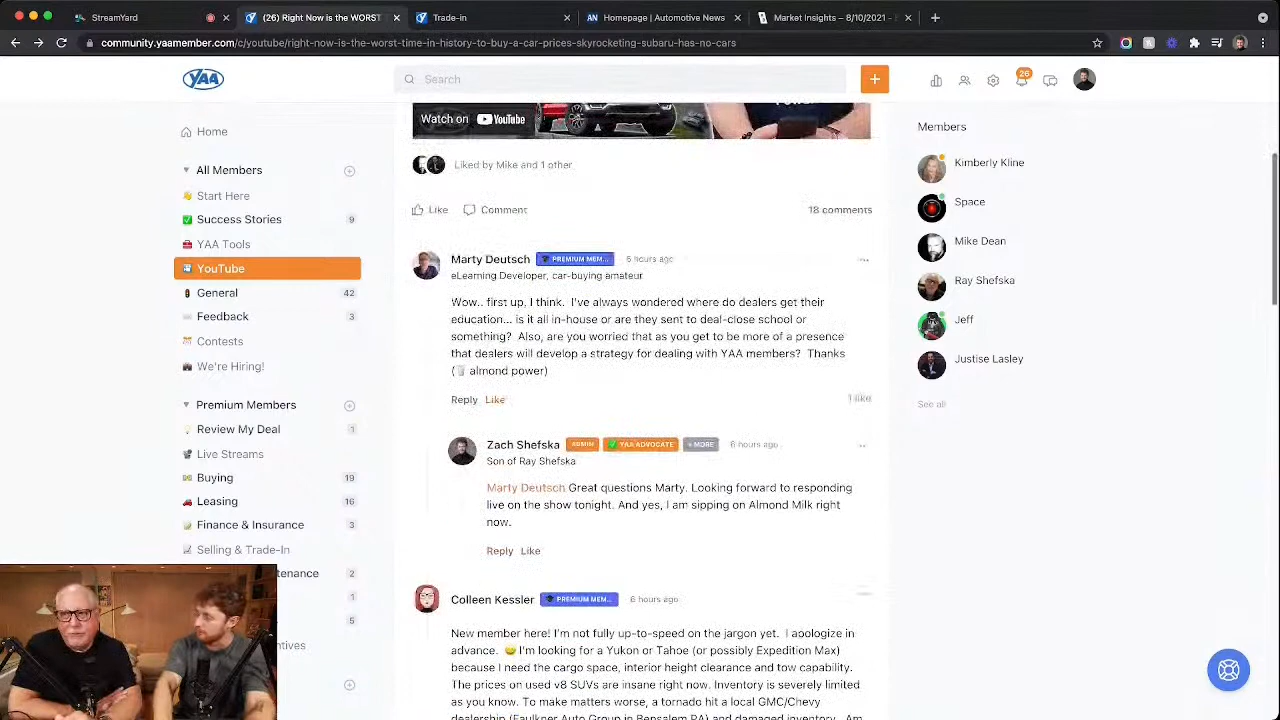 StreamYard
(26) Right Now is the WORST T
Trade-in
AN Homepage | Automotive News
Market Insights - 8/10/2021 -
community.yaamember.com/c/youtube/right-now-is-the-worst-time-in-history-to-buy-a-car-prices-skyrocketing-subaru-has-no-cars
YAA
Search
26
Home
All Members
Start Here
Success Stories 9
YAA Tools
YouTube
General 42
Feedback 3
Contests
We're Hiring!
Premium Members
Review My Deal
Live Streams
Buying 19
Leasing 16
Finance & Insurance 3
Selling & Trade-In
tenance 2
1
5
entives
Watch on YouTube
Liked by Mike and 1 other
Like Comment 18 comments
Marty Deutsch PREMIUM MEM... 6 hours ago
eLearning Developer, car-buying amateur
Wow.. first up, I think. I've always wondered where do dealers get their
education... is it all in-house or are they sent to deal-close school or
something? Also, are you worried that as you get to be more of a presence
that dealers will develop a strategy for dealing with YAA members? Thanks
(🥛 almond power)
Reply Like 1 like
Zach Shefska ADMIN ✅ YAA ADVOCATE + MORE 6 hours ago
Son of Ray Shefska
Marty Deutsch Great questions Marty. Looking forward to responding
live on the show tonight. And yes, I am sipping on Almond Milk right
now.
Reply Like
Colleen Kessler PREMIUM MEM... 6 hours ago
New member here! I'm not fully up-to-speed on the jargon yet. I apologize in
advance. 😄 I'm looking for a Yukon or Tahoe (or possibly Expedition Max)
because I need the cargo space, interior height clearance and tow capability.
The prices on used v8 SUVs are insane right now. Inventory is severely limited
as you know. To make matters worse, a tornado hit a local GMC/Chevy
dealership (Faulkner Auto Group in Bensalem PA) and damaged inventory. Am
Members
Kimberly Kline
Space
Mike Dean
Ray Shefska
Jeff
Justise Lasley
See all